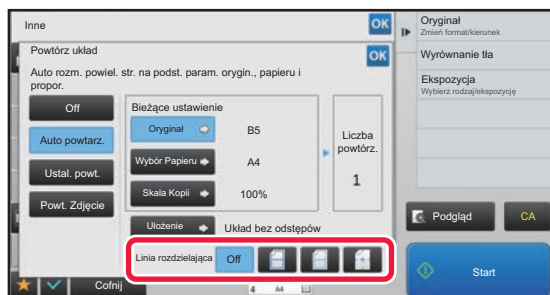 Inne
OK
Powtórz układ
OK
Auto rozm. powiel. str. na podst. param. orygin., papieru i
propor.
Off
Auto powtarz.
Ustal. powt.
Powt. Zdjęcie
Bieżące ustawienie
Oryginał
B5
Wybór Papieru
A4
Skala Kopii
100%
Liczba
powtórz.
1
Ułożenie
Układ bez odstępów
Linia rozdzielająca
Off
Cofnij
4
A4
Oryginał
Zmień format/kierunek
Wyrównanie tła
Ekspozycja
Wybierz rodzaj/ekspozycję
Podgląd
CA
Start